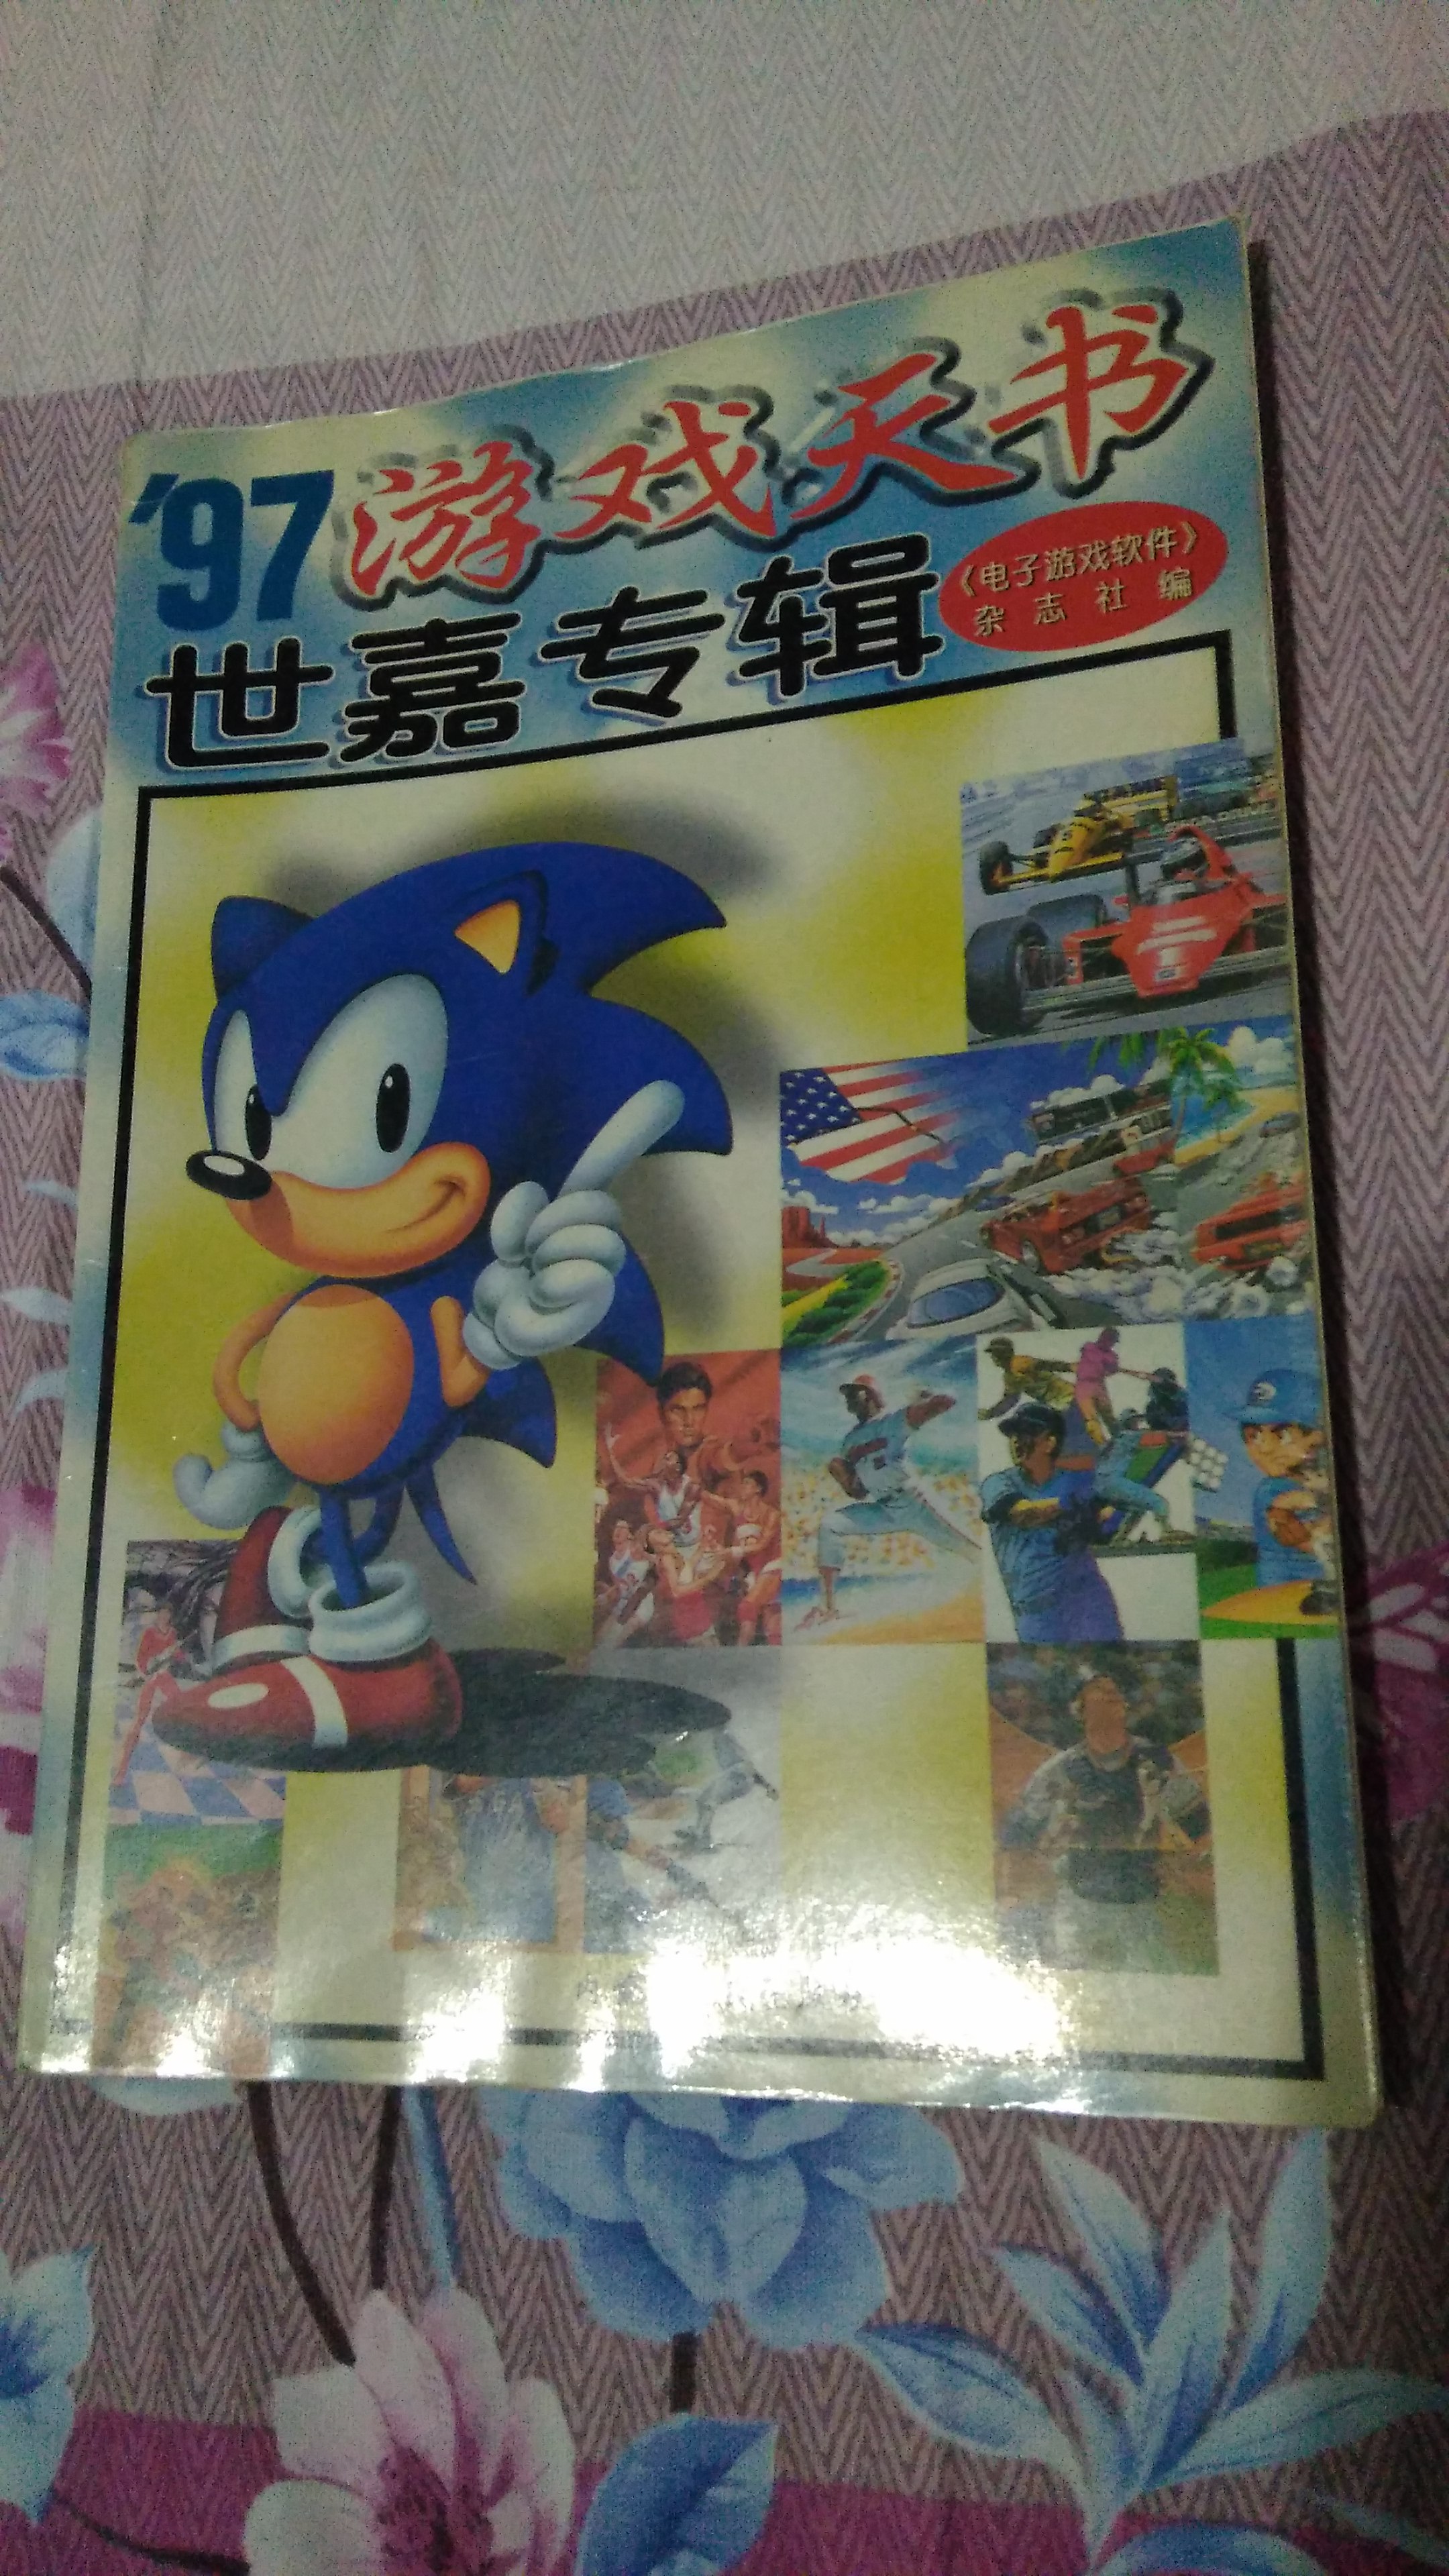 '97游戏天书
世嘉专辑
《电子游戏软件》
杂志社 编